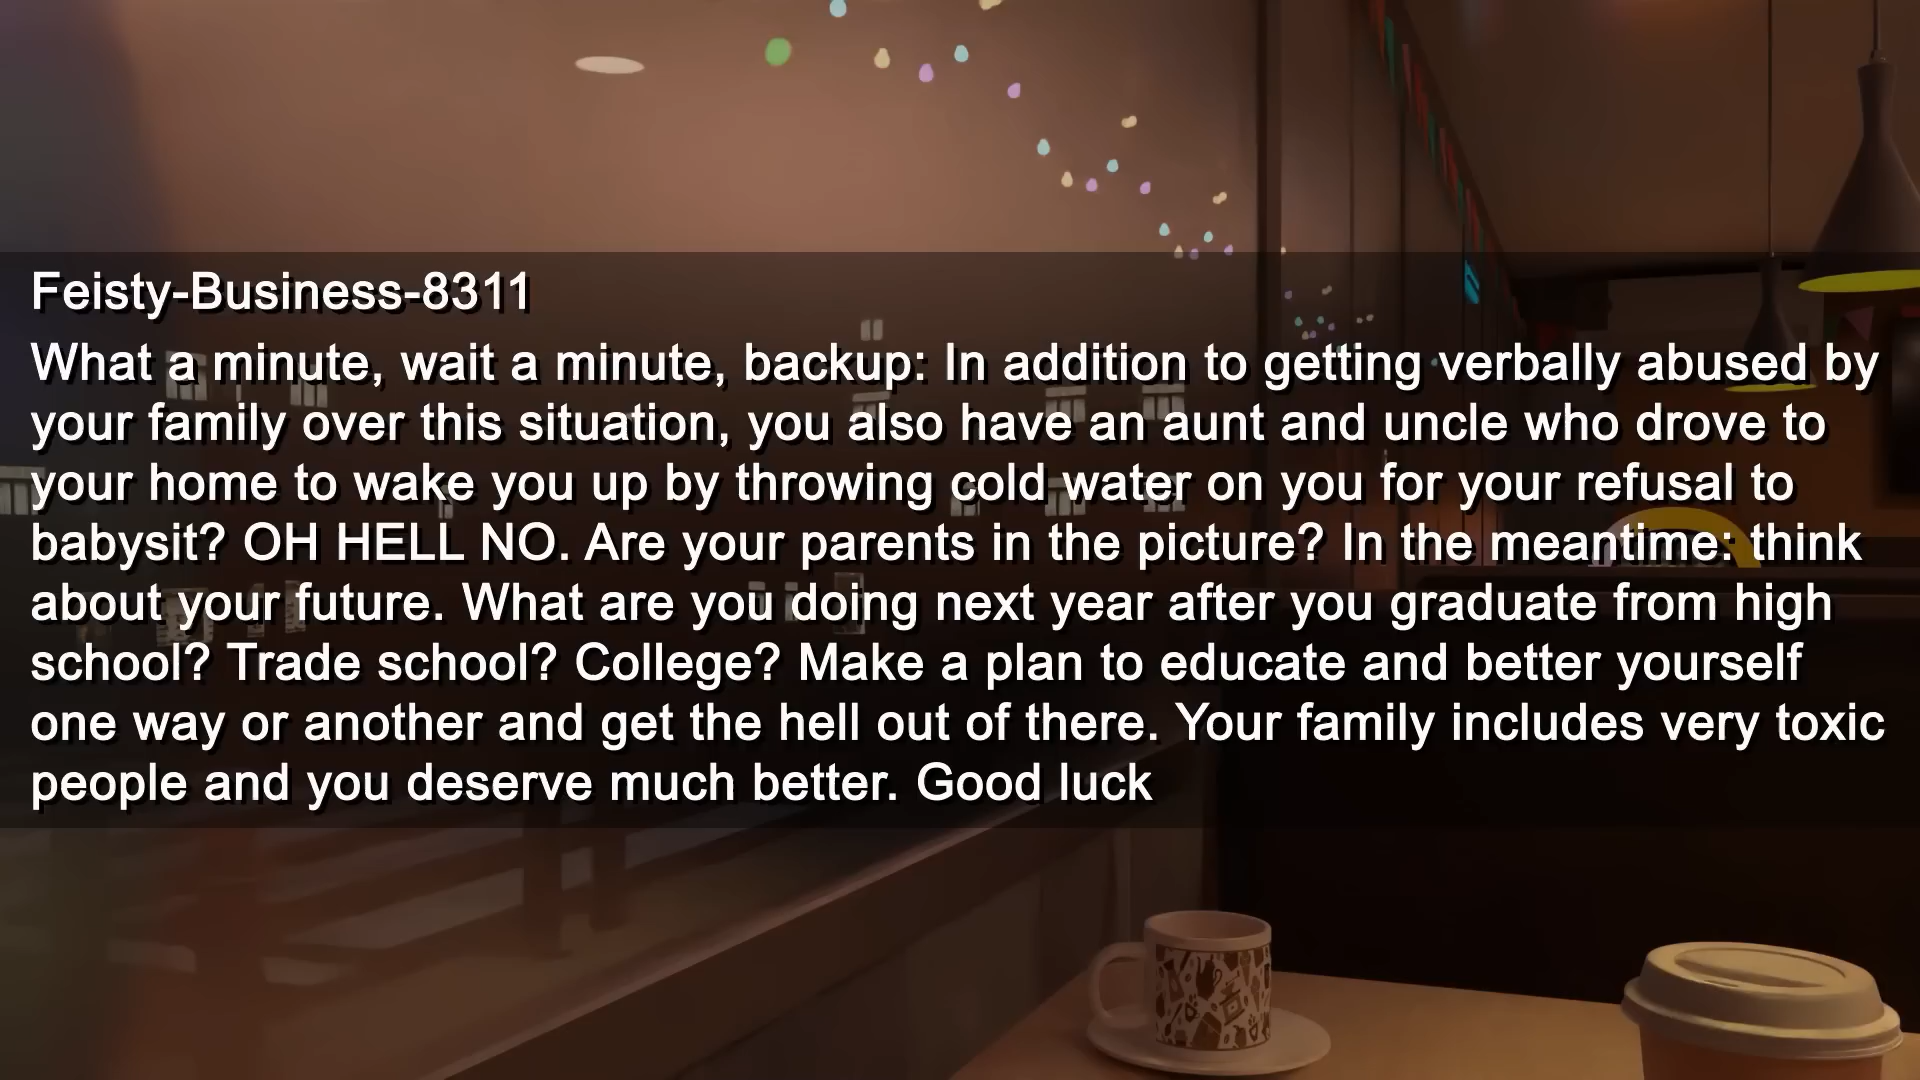 Feisty-Business-8311
What a minute, wait a minute, backup: In addition to getting verbally abused by
your family over this situation, you also have an aunt and uncle who drove to
your home to wake you up by throwing cold water on you for your refusal to
babysit? OH HELL NO. Are your parents in the picture? In the meantime: think
about your future. What are you doing next year after you graduate from high
school? Trade school? College? Make a plan to educate and better yourself
one way or another and get the hell out of there. Your family includes very toxic
people and you deserve much better. Good luck